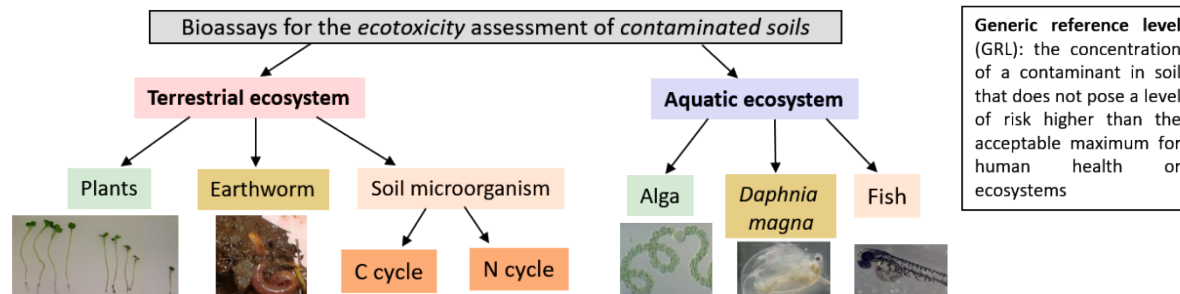 Bioassays for the ecotoxicity assessment of contaminated soils
Terrestrial ecosystem
Aquatic ecosystem
Plants
Earthworm
Soil microorganism
C cycle
N cycle
Alga
Daphnia
magna
Fish
Generic reference level
(GRL): the concentration
of a contaminant in soil
that does not pose a level
of risk higher than the
acceptable maximum for
human health or
ecosystems